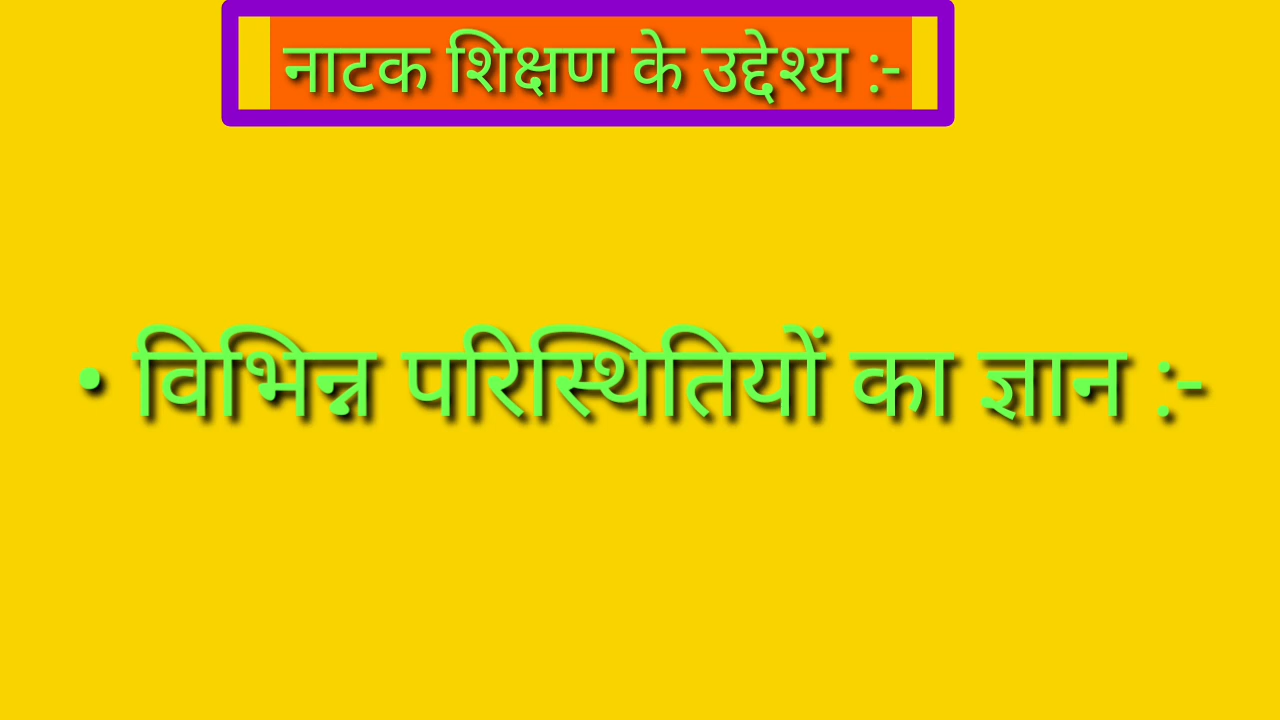 नाटक शिक्षण के उद्देश्य :-
• विभिन्न परिस्थितियों का ज्ञान :-